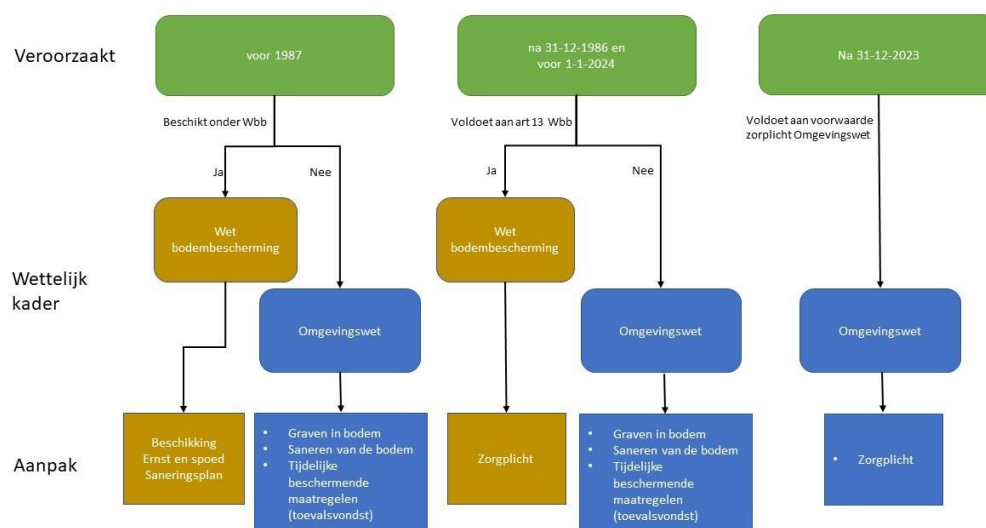 Veroorzaakt
voor 1987
na 31-12-1986 en
voor 1-1-2024
Na 31-12-2023
Beschikt onder Wbb
Voldoet aan art 13 Wbb
Voldoet aan voorwaarde
zorplicht Omgevingswet
Ja
Nee
Ja
Nee
Wet
bodembescherming
Wet
bodembescherming
Wettelijk
kader
Omgevingswet
Omgevingswet
Omgevingswet
Aanpak
Beschikking
Ernst en spoed
Saneringsplan
• Graven in bodem
• Saneren van de bodem
• Tijdelijke
beschermende
maatregelen
(toevalsvondst)
Zorgplicht
• Graven in bodem
• Saneren van de bodem
• Tijdelijke
beschermende
maatregelen
(toevalsvondst)
• Zorgplicht